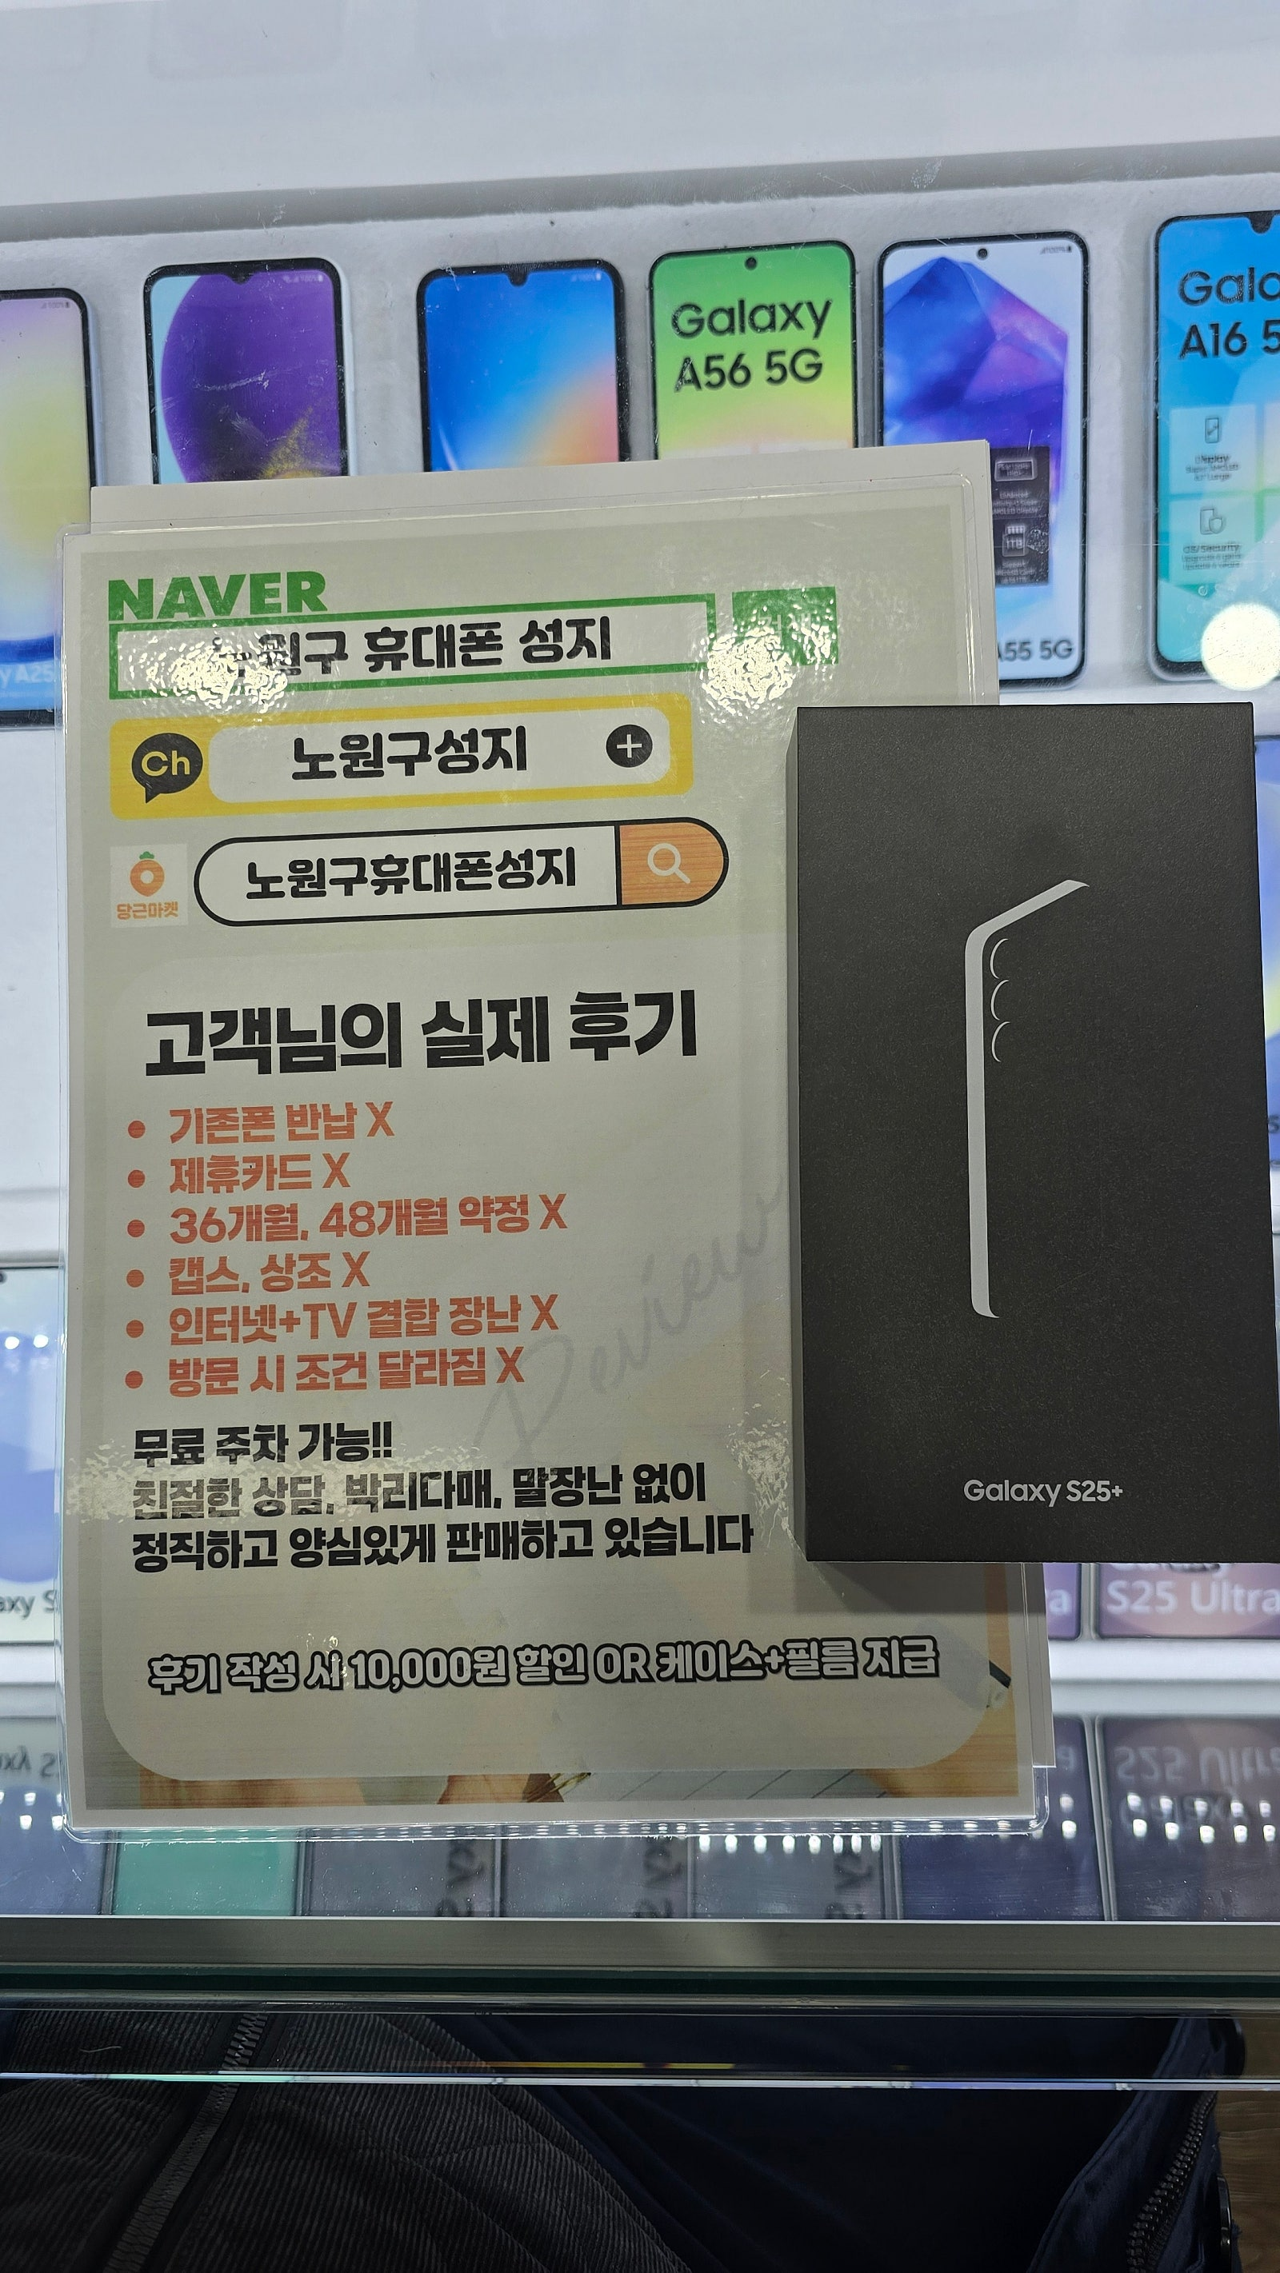 Galaxy
A56 5G
A16
A55 5G
NAVER
노원구 휴대폰 성지
Ch 노원구성지 +
당근마켓
노원구휴대폰성지
고객님의 실제 후기
• 기존폰 반납 X
• 제휴카드 X
• 36개월, 48개월 약정 X
• 캡스, 상조 X
• 인터넷+TV 결합 장난 X
• 방문 시 조건 달라짐 X
Review
무료 주차 가능!!
친절한 상담, 박리다매, 말장난 없이
정직하고 양심있게 판매하고 있습니다
후기 작성 시 10,000원 할인 OR 케이스+필름 지급
Galaxy S25+
S25 Ultra